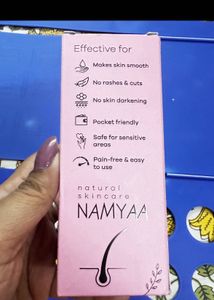 Effective for
Makes skin smooth
No rashes & cuts
No skin darkening
Pocket friendly
Safe for sensitive
areas
Pain-free & easy
to use
natural
skincare
NAMYAA